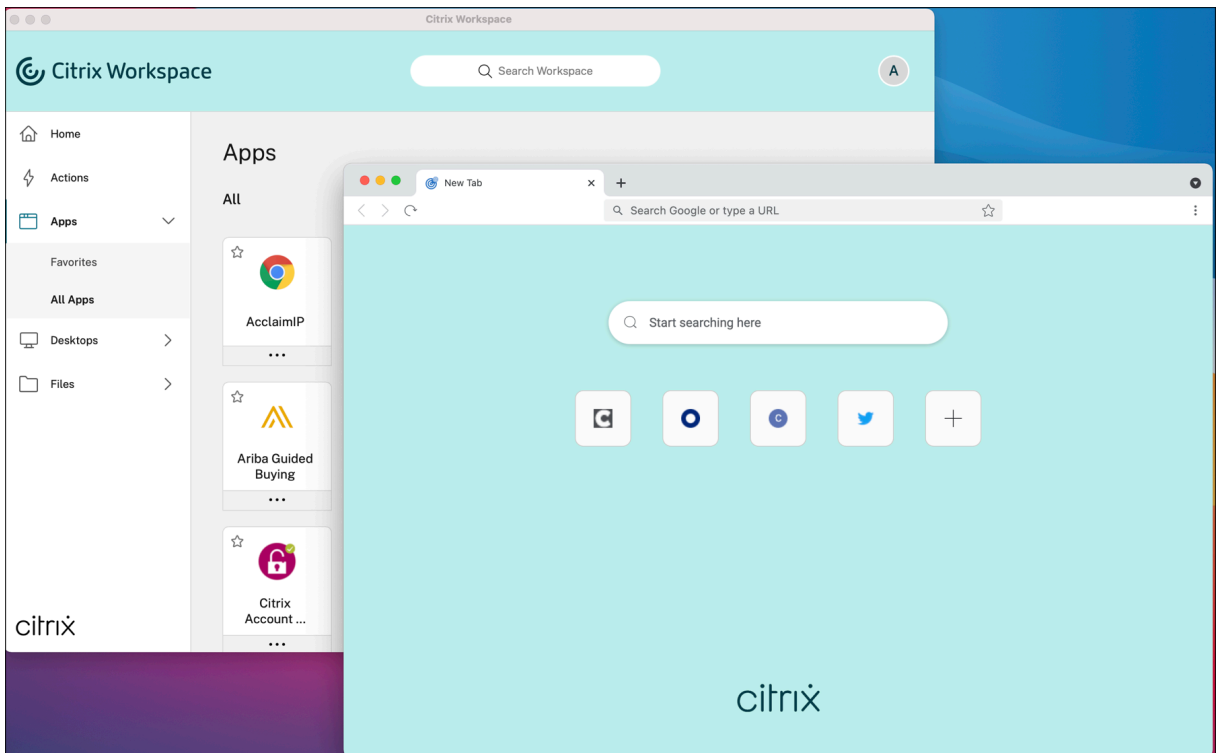 Citrix Workspace
Citrix Workspace
Search Workspace
A
Home
Actions
Apps
Favorites
All Apps
Desktops
Files
citrix
Apps
All
AcclaimIP
Ariba Guided
Buying
Citrix
Account ...
New Tab
Search Google or type a URL
Start searching here
C
C
citrix